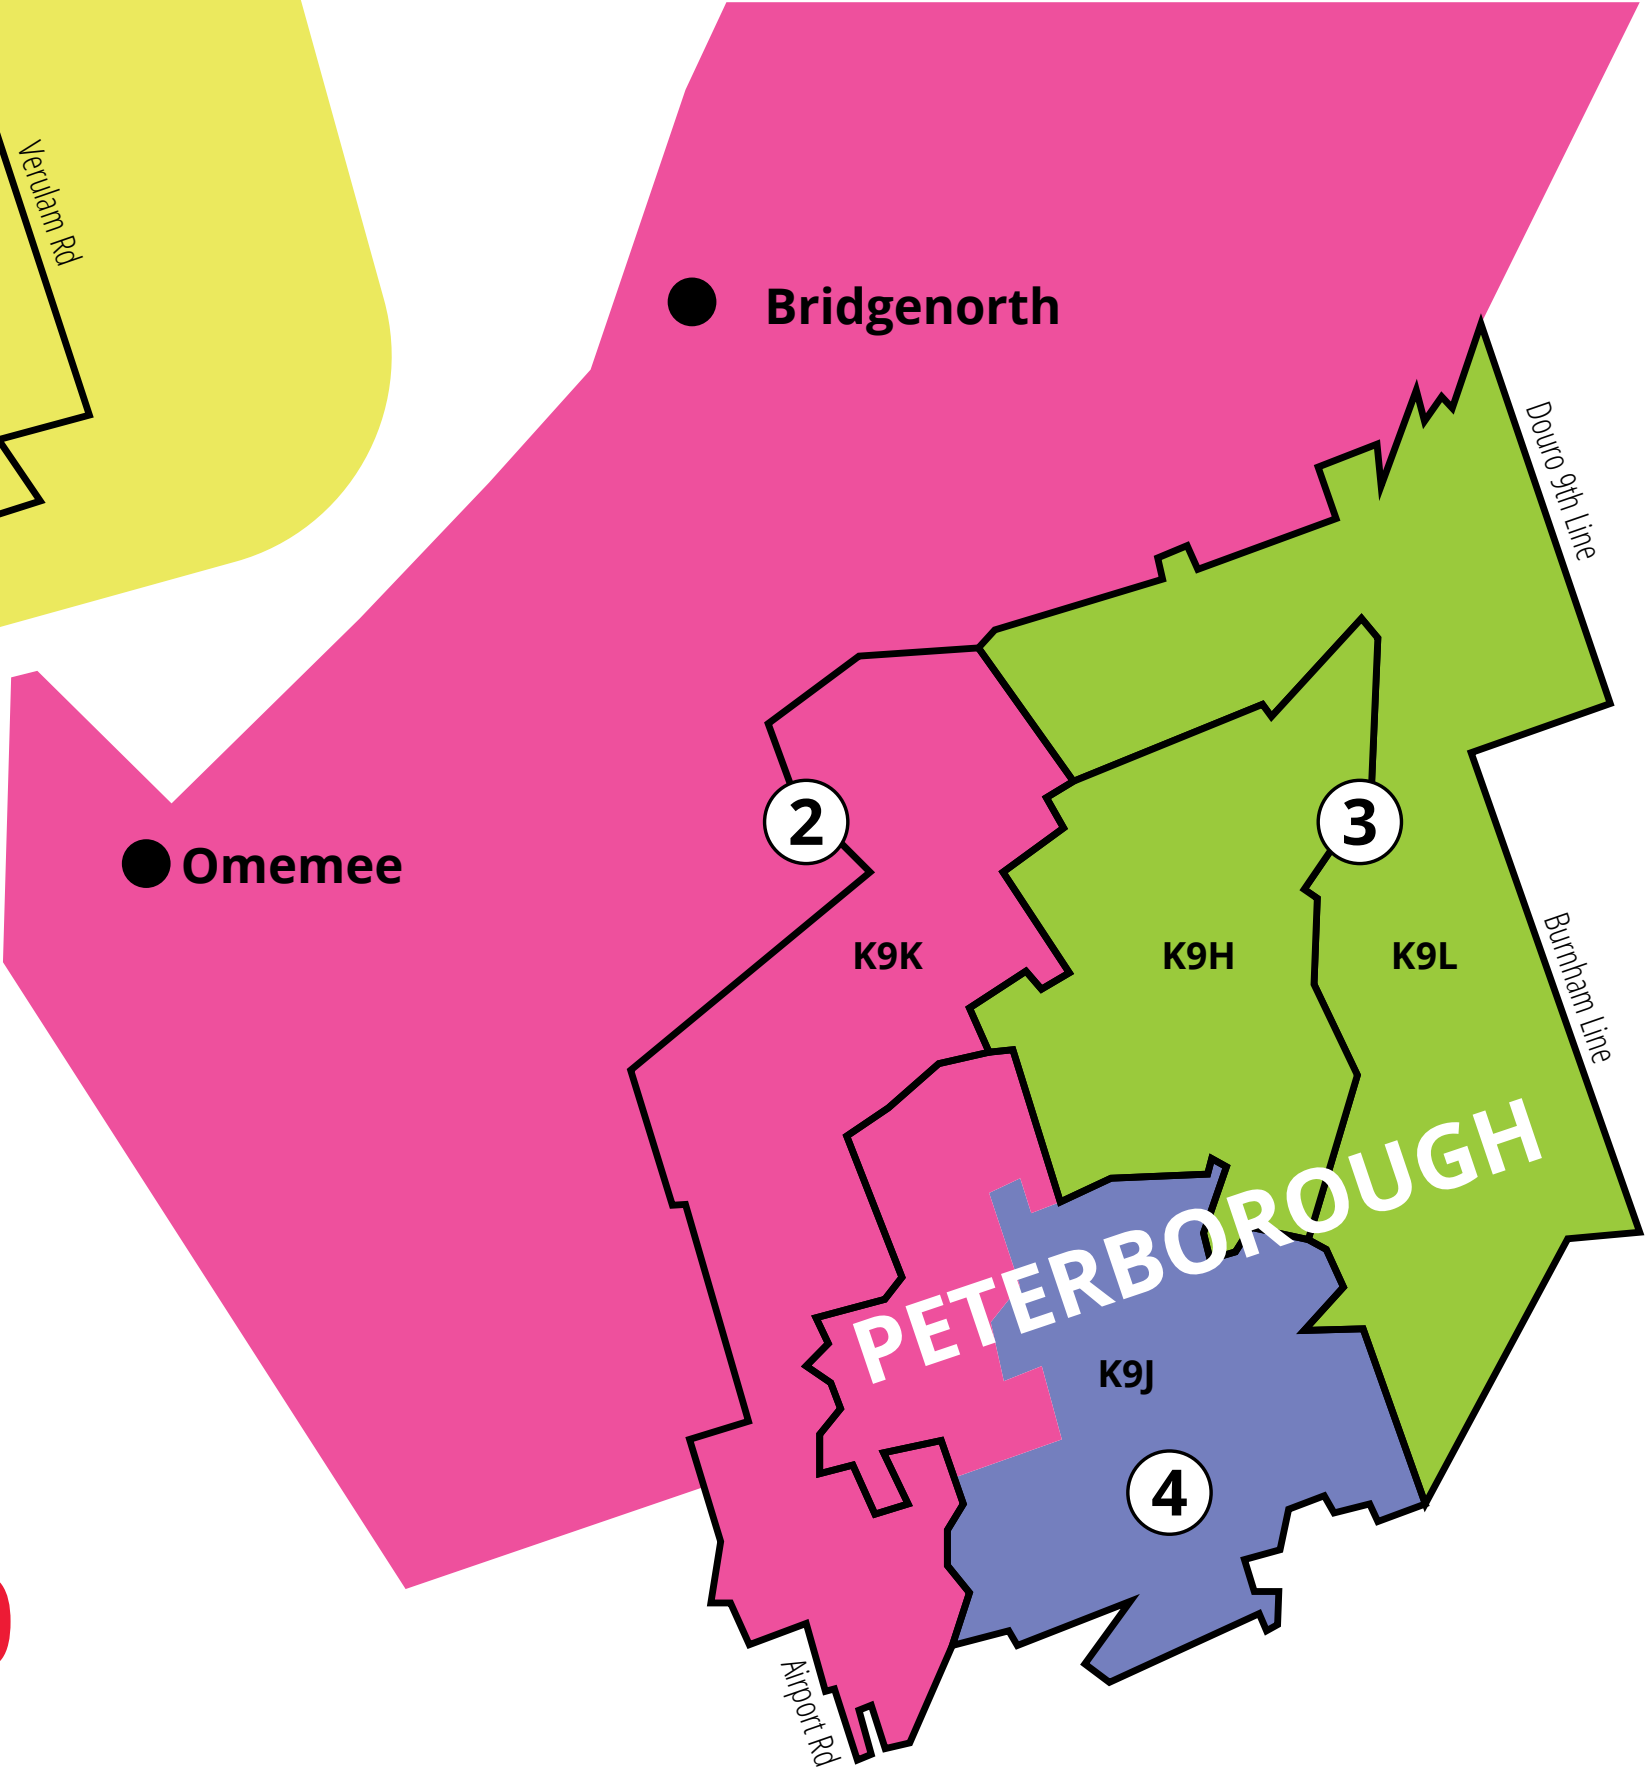 Verulam Rd
Bridgenorth
Douro 9th Line
2
3
Omemee
K9K
K9H
K9L
Burnham Line
PETERBOROUGH
K9J
4
Airport Rd